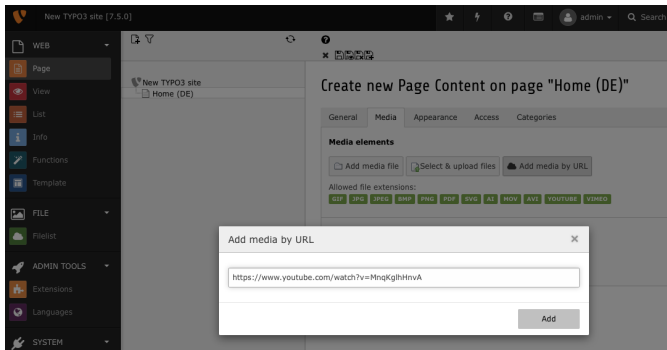 New TYPO3 site [7.5.0]
admin
Search
WEB
Page
View
List
Info
Functions
Template
FILE
Filelist
ADMIN TOOLS
Extensions
Languages
SYSTEM
New TYPO3 site
Home (DE)
Create new Page Content on page "Home (DE)"
General Media Appearance Access Categories
Media elements
Add media file Select & upload files Add media by URL
Allowed file extensions:
GIF JPG JPEG BMP PNG PDF SVG AI MOV AVI YOUTUBE VIMEO
Add media by URL
https://www.youtube.com/watch?v=MnqKglhHnvA
Add